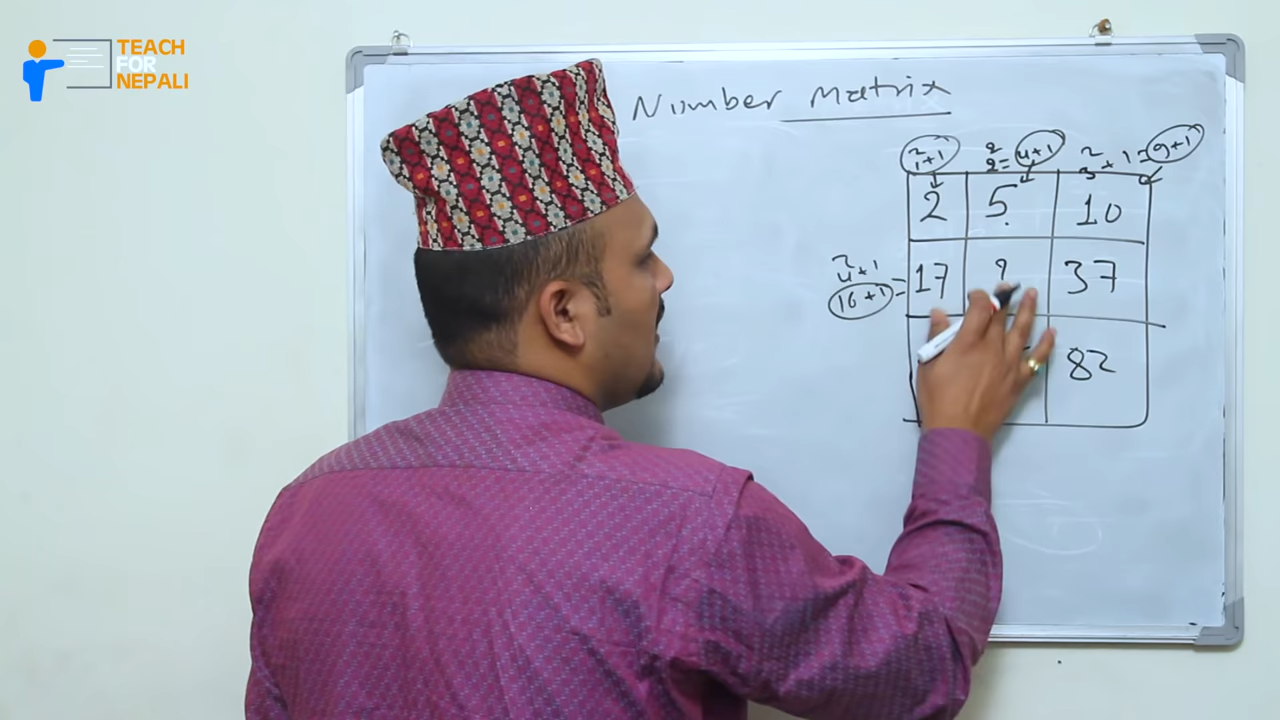 TEACH
FOR
NEPALI
Number Matrix
1²+1 2²= 4+1 3²+1=9+1
2 5 10
4²+1
16+1= 17 ? 37
82